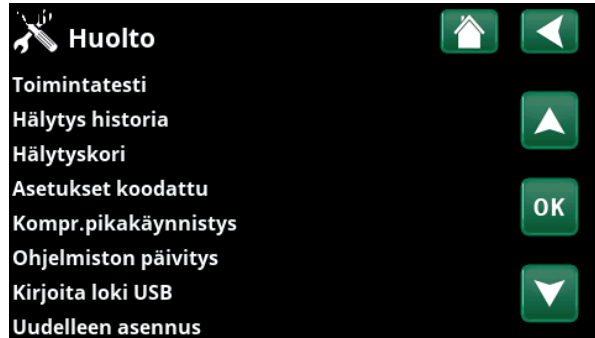 Huolto
Toimintatesti
Hälytys historia
Hälytyskori
Asetukset koodattu
OK
Kompr.pikakäynnistys
Ohjelmiston päivitys
Kirjoita loki USB
Uudelleen asennus